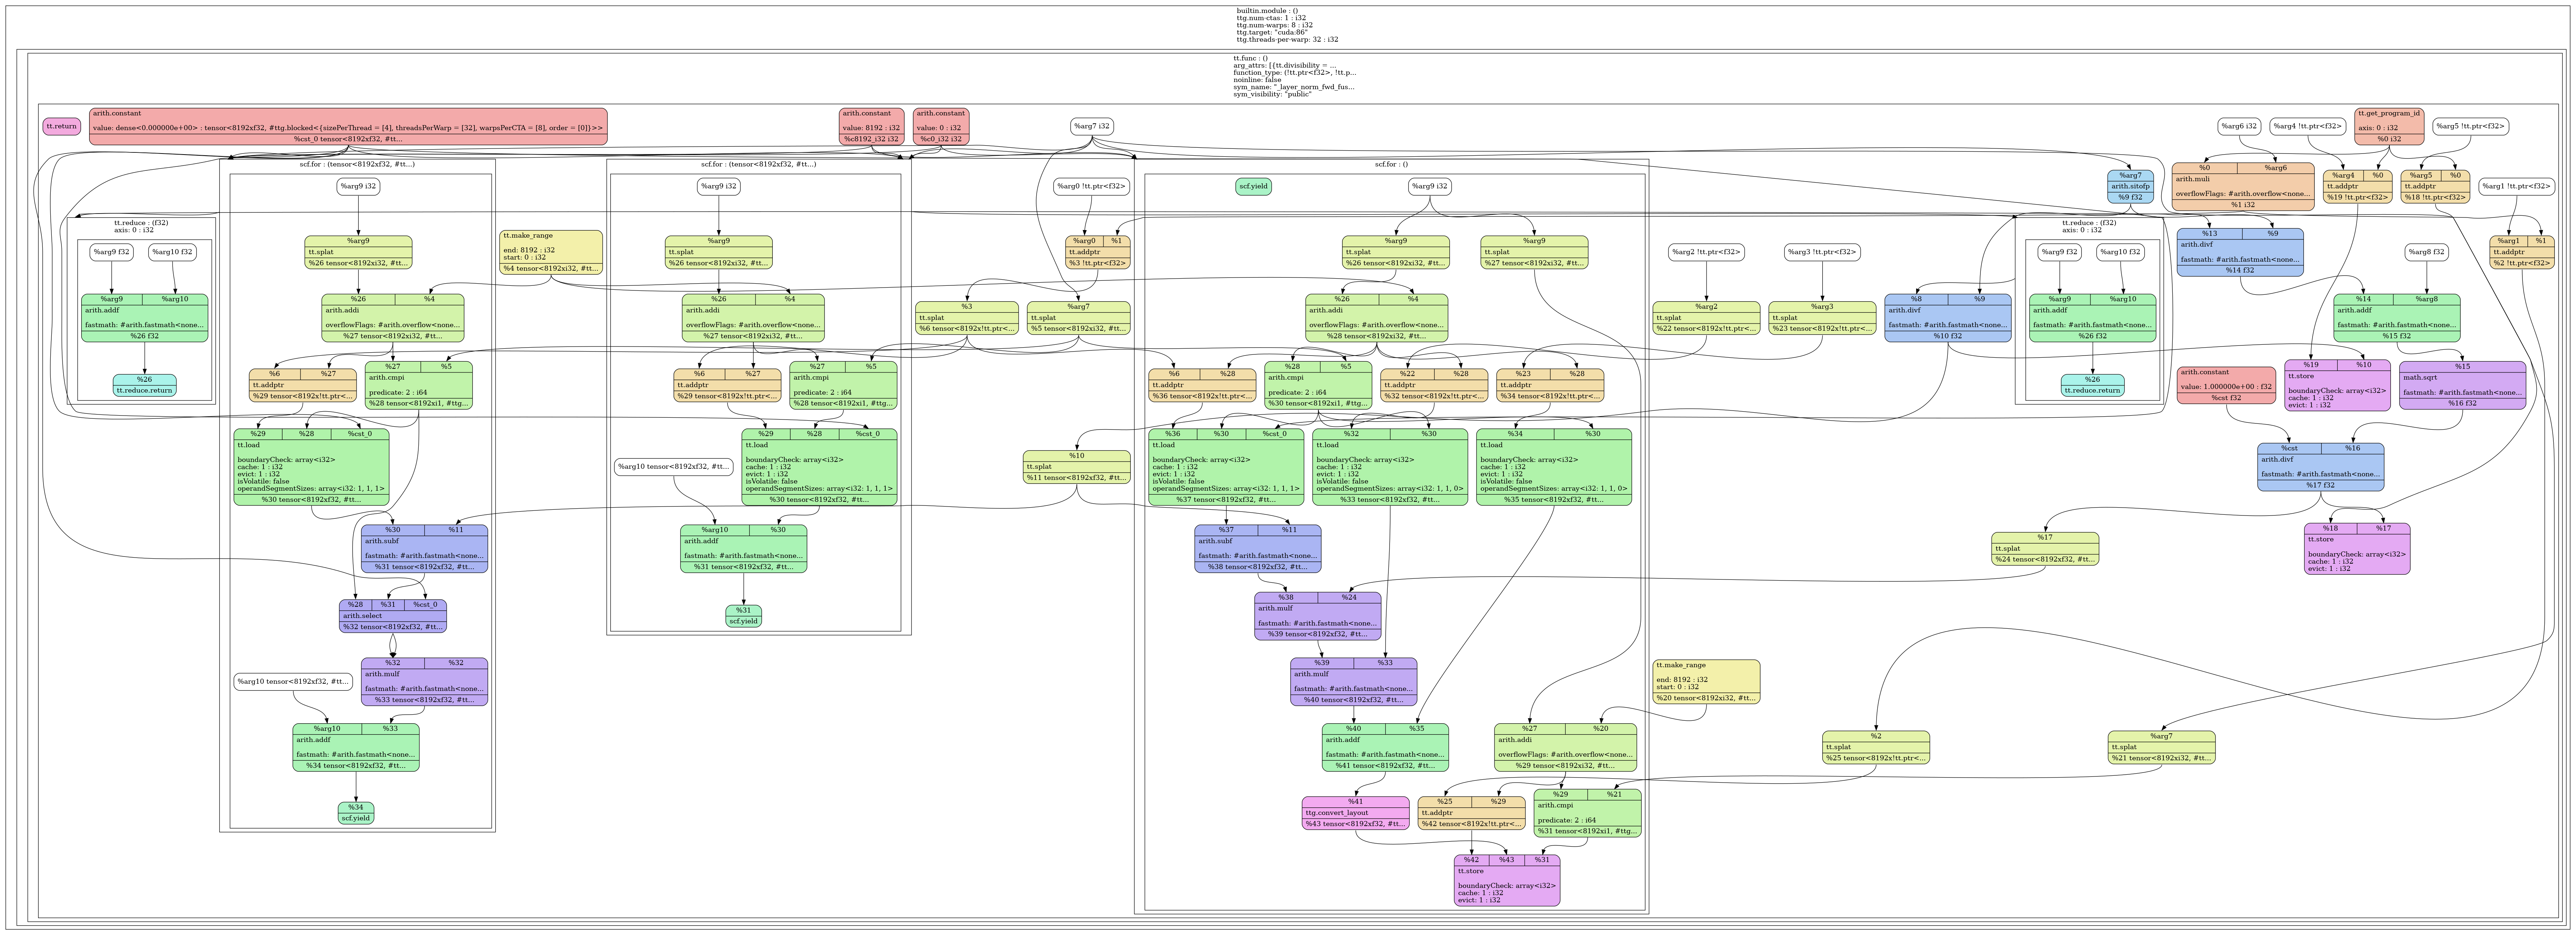 builtin.module : ()
ttg.num-ctas: 1 : i32
ttg.num-warps: 8 : i32
ttg.target: "cuda:86"
ttg.threads-per-warp: 32 : i32
tt.func : ()
arg_attrs: [{tt.divisibility = ...
function_type: (!tt.ptr<f32>, !tt.p...
noinline: false
sym_name: "_layer_norm_fwd_fus...
sym_visibility: "public"
tt.return
arith.constant
value: dense<0.000000e+00> : tensor<8192xf32, #ttg.blocked<{sizePerThread = [4], threadsPerWarp = [32], warpsPerCTA = [8], order = [0]}>>
%cst_0 tensor<8192xf32, #tt...
arith.constant
value: 8192 : i32
%c8192_i32 i32
arith.constant
value: 0 : i32
%c0_i32 i32
%arg7 i32
%arg6 i32
%arg4 !tt.ptr<f32>
tt.get_program_id
axis: 0 : i32
%0 i32
%arg5 !tt.ptr<f32>
tt.reduce : (f32)
axis: 0 : i32
%arg9 f32
%arg10 f32
%arg9 %arg10
arith.addf
fastmath: #arith.fastmath<none...
%26 f32
%26
tt.reduce.return
scf.for : (tensor<8192xf32, #tt...)
%arg9 i32
%arg9
tt.splat
%26 tensor<8192xi32, #tt...
%26 %4
arith.addi
overflowFlags: #arith.overflow<none...
%27 tensor<8192xi32, #tt...
%6 %27
tt.addptr
%29 tensor<8192x!tt.ptr<...
%27 %5
arith.cmpi
predicate: 2 : i64
%28 tensor<8192xi1, #ttg...
%29 %28 %cst_0
tt.load
boundaryCheck: array<i32>
cache: 1 : i32
evict: 1 : i32
isVolatile: false
operandSegmentSizes: array<i32: 1, 1, 1>
%30 tensor<8192xf32, #tt...
%30 %11
arith.subf
fastmath: #arith.fastmath<none...
%31 tensor<8192xf32, #tt...
%28 %31 %cst_0
arith.select
%32 tensor<8192xf32, #tt...
%32 %32
arith.mulf
fastmath: #arith.fastmath<none...
%33 tensor<8192xf32, #tt...
%arg10 tensor<8192xf32, #tt...
%arg10 %33
arith.addf
fastmath: #arith.fastmath<none...
%34 tensor<8192xf32, #tt...
%34
scf.yield
tt.make_range
end: 8192 : i32
start: 0 : i32
%4 tensor<8192xi32, #tt...
scf.for : (tensor<8192xf32, #tt...)
%arg9 i32
%arg9
tt.splat
%26 tensor<8192xi32, #tt...
%26 %4
arith.addi
overflowFlags: #arith.overflow<none...
%27 tensor<8192xi32, #tt...
%6 %27
tt.addptr
%29 tensor<8192x!tt.ptr<...
%27 %5
arith.cmpi
predicate: 2 : i64
%28 tensor<8192xi1, #ttg...
%29 %28 %cst_0
tt.load
boundaryCheck: array<i32>
cache: 1 : i32
evict: 1 : i32
isVolatile: false
operandSegmentSizes: array<i32: 1, 1, 1>
%30 tensor<8192xf32, #tt...
%arg10 tensor<8192xf32, #tt...
%arg10 %30
arith.addf
fastmath: #arith.fastmath<none...
%31 tensor<8192xf32, #tt...
%31
scf.yield
%arg0 !tt.ptr<f32>
%arg0 %1
tt.addptr
%3 !tt.ptr<f32>
%3
tt.splat
%6 tensor<8192x!tt.ptr<...
%arg7
tt.splat
%5 tensor<8192xi32, #tt...
%10
tt.splat
%11 tensor<8192xf32, #tt...
scf.for : ()
scf.yield
%arg9 i32
%arg9
tt.splat
%26 tensor<8192xi32, #tt...
%arg9
tt.splat
%27 tensor<8192xi32, #tt...
%26 %4
arith.addi
overflowFlags: #arith.overflow<none...
%28 tensor<8192xi32, #tt...
%6 %28
tt.addptr
%36 tensor<8192x!tt.ptr<...
%28 %5
arith.cmpi
predicate: 2 : i64
%30 tensor<8192xi1, #ttg...
%22 %28
tt.addptr
%32 tensor<8192x!tt.ptr<...
%23 %28
tt.addptr
%34 tensor<8192x!tt.ptr<...
%36 %30 %cst_0
tt.load
boundaryCheck: array<i32>
cache: 1 : i32
evict: 1 : i32
isVolatile: false
operandSegmentSizes: array<i32: 1, 1, 1>
%37 tensor<8192xf32, #tt...
%32 %30
tt.load
boundaryCheck: array<i32>
cache: 1 : i32
evict: 1 : i32
isVolatile: false
operandSegmentSizes: array<i32: 1, 1, 0>
%33 tensor<8192xf32, #tt...
%34 %30
tt.load
boundaryCheck: array<i32>
cache: 1 : i32
evict: 1 : i32
isVolatile: false
operandSegmentSizes: array<i32: 1, 1, 0>
%35 tensor<8192xf32, #tt...
%37 %11
arith.subf
fastmath: #arith.fastmath<none...
%38 tensor<8192xf32, #tt...
%38 %24
arith.mulf
fastmath: #arith.fastmath<none...
%39 tensor<8192xf32, #tt...
%39 %33
arith.mulf
fastmath: #arith.fastmath<none...
%40 tensor<8192xf32, #tt...
%40 %35
arith.addf
fastmath: #arith.fastmath<none...
%41 tensor<8192xf32, #tt...
%27 %20
arith.addi
overflowFlags: #arith.overflow<none...
%29 tensor<8192xi32, #tt...
%41
ttg.convert_layout
%43 tensor<8192xf32, #tt...
%25 %29
tt.addptr
%42 tensor<8192x!tt.ptr<...
%29 %21
arith.cmpi
predicate: 2 : i64
%31 tensor<8192xi1, #ttg...
%42 %43 %31
tt.store
boundaryCheck: array<i32>
cache: 1 : i32
evict: 1 : i32
%arg2 !tt.ptr<f32>
%arg3 !tt.ptr<f32>
%arg2
tt.splat
%22 tensor<8192x!tt.ptr<...
%arg3
tt.splat
%23 tensor<8192x!tt.ptr<...
%8 %9
arith.divf
fastmath: #arith.fastmath<none...
%10 f32
tt.make_range
end: 8192 : i32
start: 0 : i32
%20 tensor<8192xi32, #tt...
%17
tt.splat
%24 tensor<8192xf32, #tt...
%2
tt.splat
%25 tensor<8192x!tt.ptr<...
%arg7
tt.splat
%21 tensor<8192xi32, #tt...
%arg7
arith.sitofp
%9 f32
tt.reduce : (f32)
axis: 0 : i32
%arg9 f32
%arg10 f32
%arg9 %arg10
arith.addf
fastmath: #arith.fastmath<none...
%26 f32
%26
tt.reduce.return
%0 %arg6
arith.muli
overflowFlags: #arith.overflow<none...
%1 i32
%arg4 %0
tt.addptr
%19 !tt.ptr<f32>
%arg5 %0
tt.addptr
%18 !tt.ptr<f32>
%arg1 !tt.ptr<f32>
%arg1 %1
tt.addptr
%2 !tt.ptr<f32>
%13 %9
arith.divf
fastmath: #arith.fastmath<none...
%14 f32
%arg8 f32
%14 %arg8
arith.addf
fastmath: #arith.fastmath<none...
%15 f32
arith.constant
value: 1.000000e+00 : f32
%cst f32
%19 %10
tt.store
boundaryCheck: array<i32>
cache: 1 : i32
evict: 1 : i32
%15
math.sqrt
fastmath: #arith.fastmath<none...
%16 f32
%cst %16
arith.divf
fastmath: #arith.fastmath<none...
%17 f32
%18 %17
tt.store
boundaryCheck: array<i32>
cache: 1 : i32
evict: 1 : i32